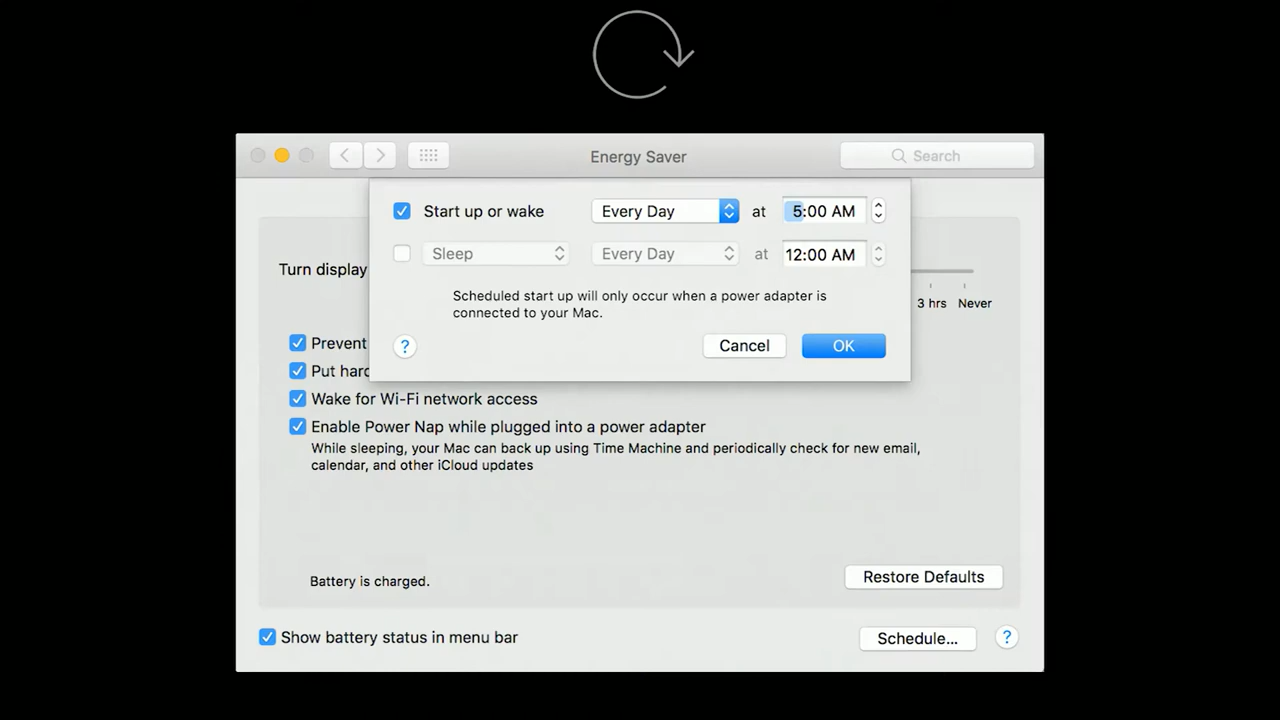 Energy Saver
Search
Start up or wake Every Day at 5:00 AM
Sleep Every Day at 12:00 AM
Scheduled start up will only occur when a power adapter is
connected to your Mac.
? Cancel OK
Turn display
3 hrs Never
Prevent
Put hard
Wake for Wi-Fi network access
Enable Power Nap while plugged into a power adapter
While sleeping, your Mac can back up using Time Machine and periodically check for new email,
calendar, and other iCloud updates
Battery is charged.
Restore Defaults
Show battery status in menu bar
Schedule... ?